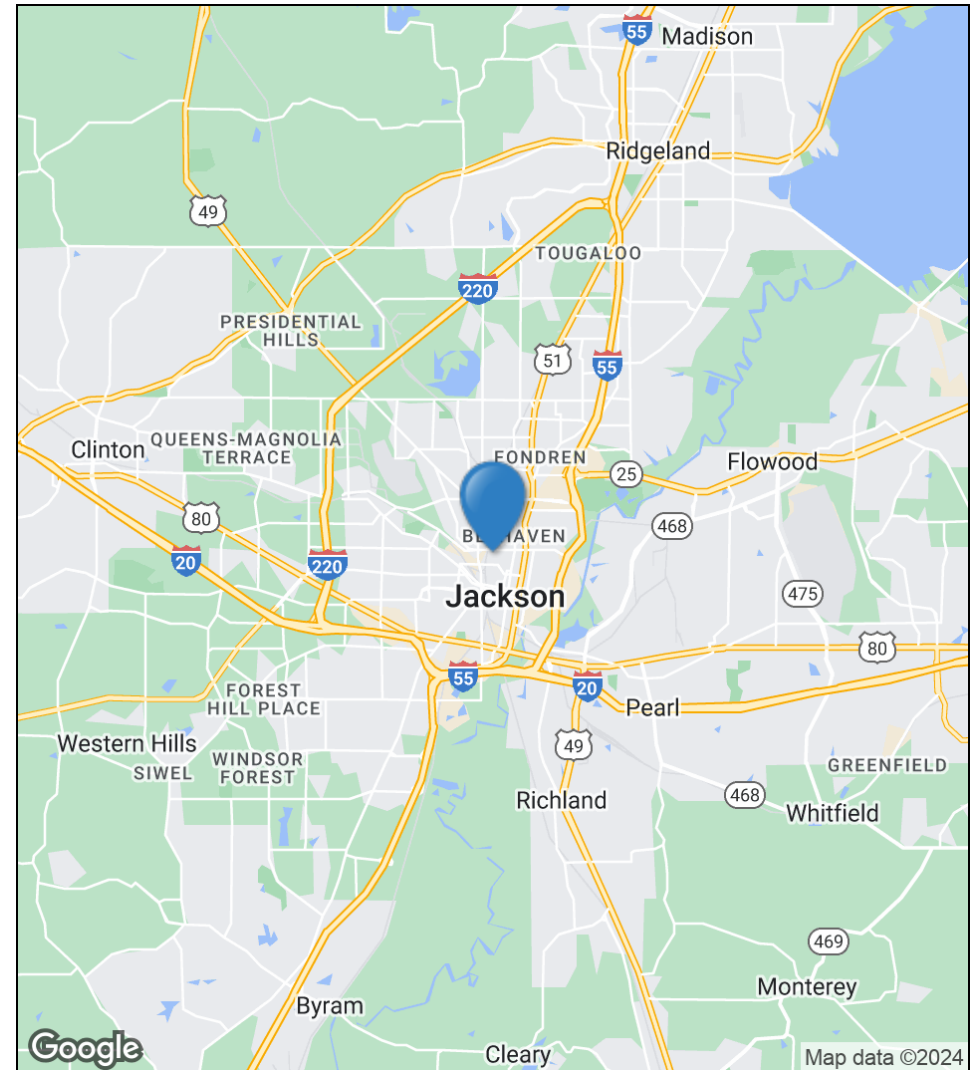 55
Madison
Ridgeland
49
TOUGALOO
220
PRESIDENTIAL
HILLS
51
55
Clinton
QUEENS-MAGNOLIA
TERRACE
FONDREN
25
Flowood
80
468
20
220
Jackson
475
80
55
20
FOREST
HILL PLACE
Pearl
Western Hills
SIWEL
WINDSOR
FOREST
49
GREENFIELD
Richland
468
Whitfield
469
Monterey
Byram
Cleary
Google
Map data ©2024